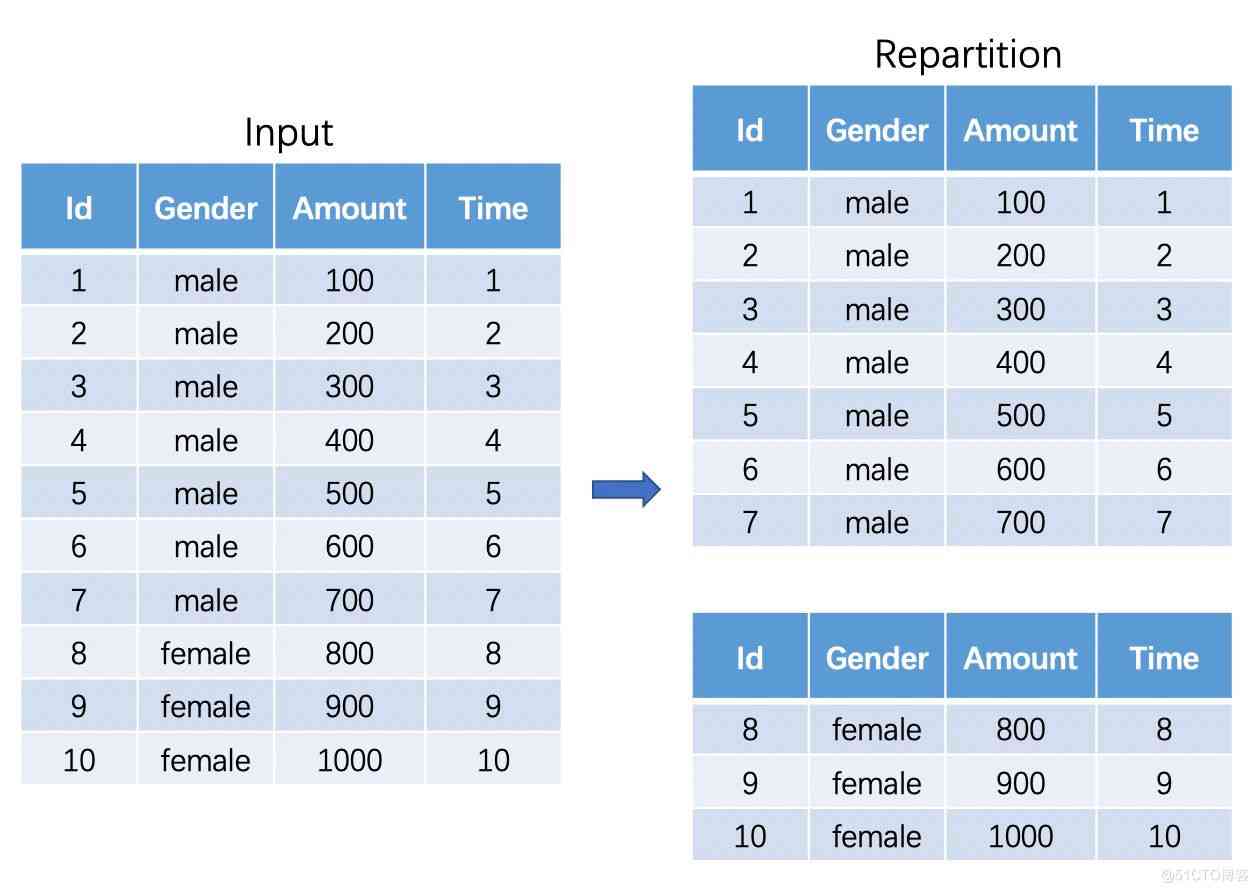 Input
Id Gender Amount Time
1 male 100 1
2 male 200 2
3 male 300 3
4 male 400 4
5 male 500 5
6 male 600 6
7 male 700 7
8 female 800 8
9 female 900 9
10 female 1000 10
Repartition
Id Gender Amount Time
1 male 100 1
2 male 200 2
3 male 300 3
4 male 400 4
5 male 500 5
6 male 600 6
7 male 700 7
Id Gender Amount Time
8 female 800 8
9 female 900 9
10 female 1000 10
@51CTO博客